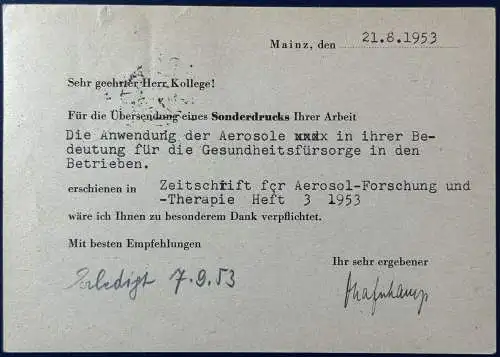 Mainz, den 21.8.1953
Sehr geehrter Herr Kollege!
Für die Übersendung eines Sonderdrucks Ihrer Arbeit
Die Anwendung der Aerosole xxxx in ihrer Be-
deutung für die Gesundheitsfürsorge in den
Betrieben.
erschienen in Zeitschrift für Aerosol-Forschung und
-Therapie Heft 3 1953
wäre ich Ihnen zu besonderem Dank verpflichtet.
Mit besten Empfehlungen
Ihr sehr ergebener
Erledigt 7.9.53